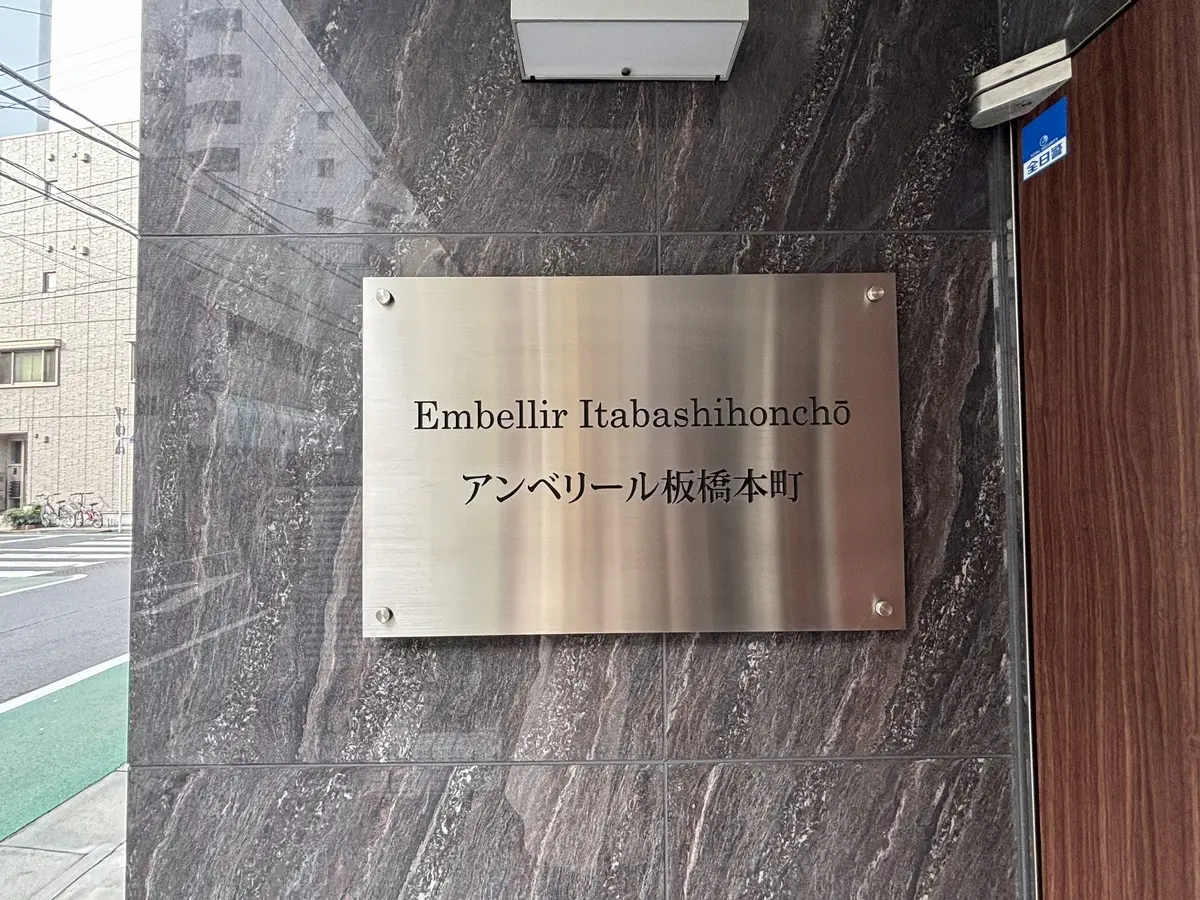 Embellir Itabashihonchō
アンベリール板橋本町
全日警